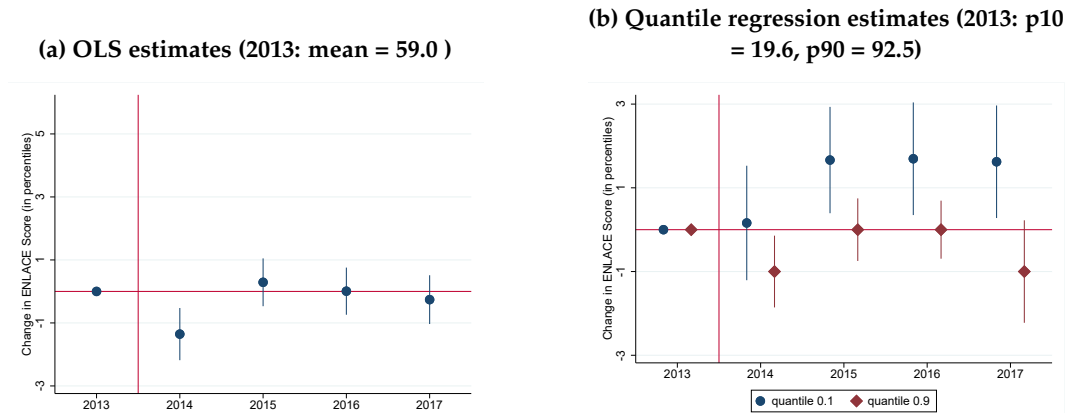 (a) OLS estimates (2013: mean = 59.0 )
Change in ENLACE Score (in percentiles)
5
3
1
-1
-3
2013 2014 2015 2016 2017
(b) Quantile regression estimates (2013: p10
= 19.6, p90 = 92.5)
Change in ENLACE Score (in percentiles)
3
1
-1
-3
2013 2014 2015 2016 2017
quantile 0.1 quantile 0.9